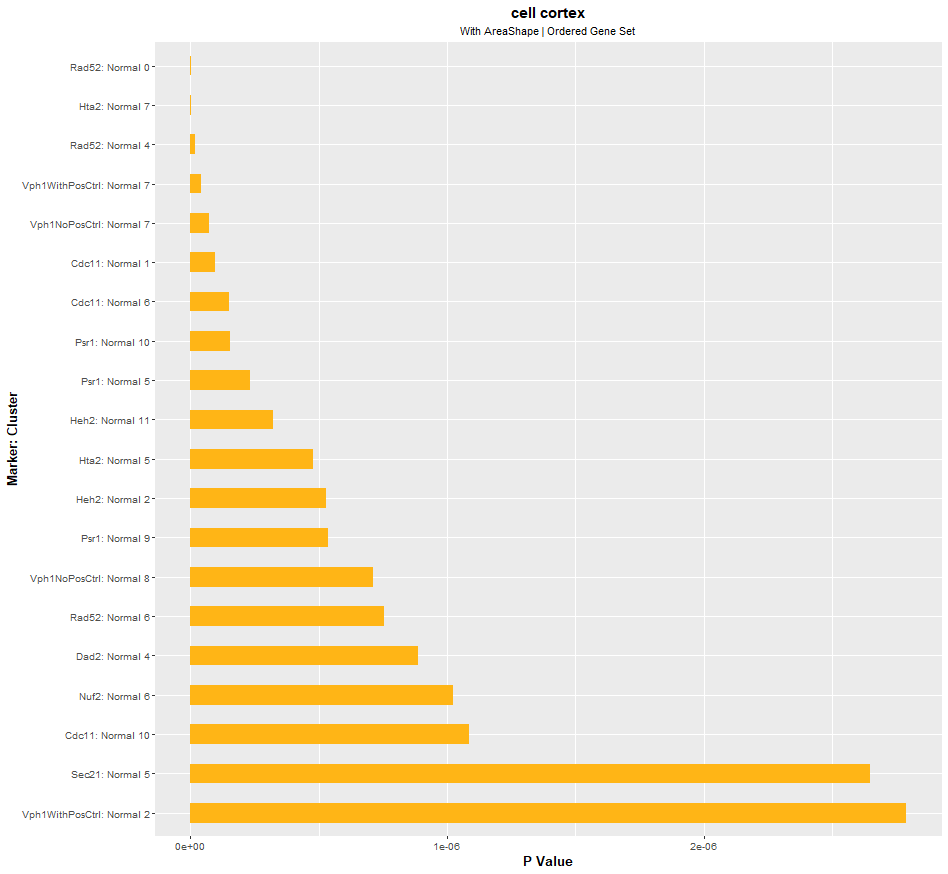 cell cortex
With AreaShape | Ordered Gene Set
Rad52: Normal 0
Hta2: Normal 7
Rad52: Normal 4
Vph1WithPosCtrl: Normal 7
Vph1NoPosCtrl: Normal 7
Cdc11: Normal 1
Cdc11: Normal 6
Psr1: Normal 10
Psr1: Normal 5
Heh2: Normal 11
Hta2: Normal 5
Heh2: Normal 2
Psr1: Normal 9
Vph1NoPosCtrl: Normal 8
Rad52: Normal 6
Dad2: Normal 4
Nuf2: Normal 6
Cdc11: Normal 10
Sec21: Normal 5
Vph1WithPosCtrl: Normal 2
Marker: Cluster
0e+00 1e-06 2e-06
P Value